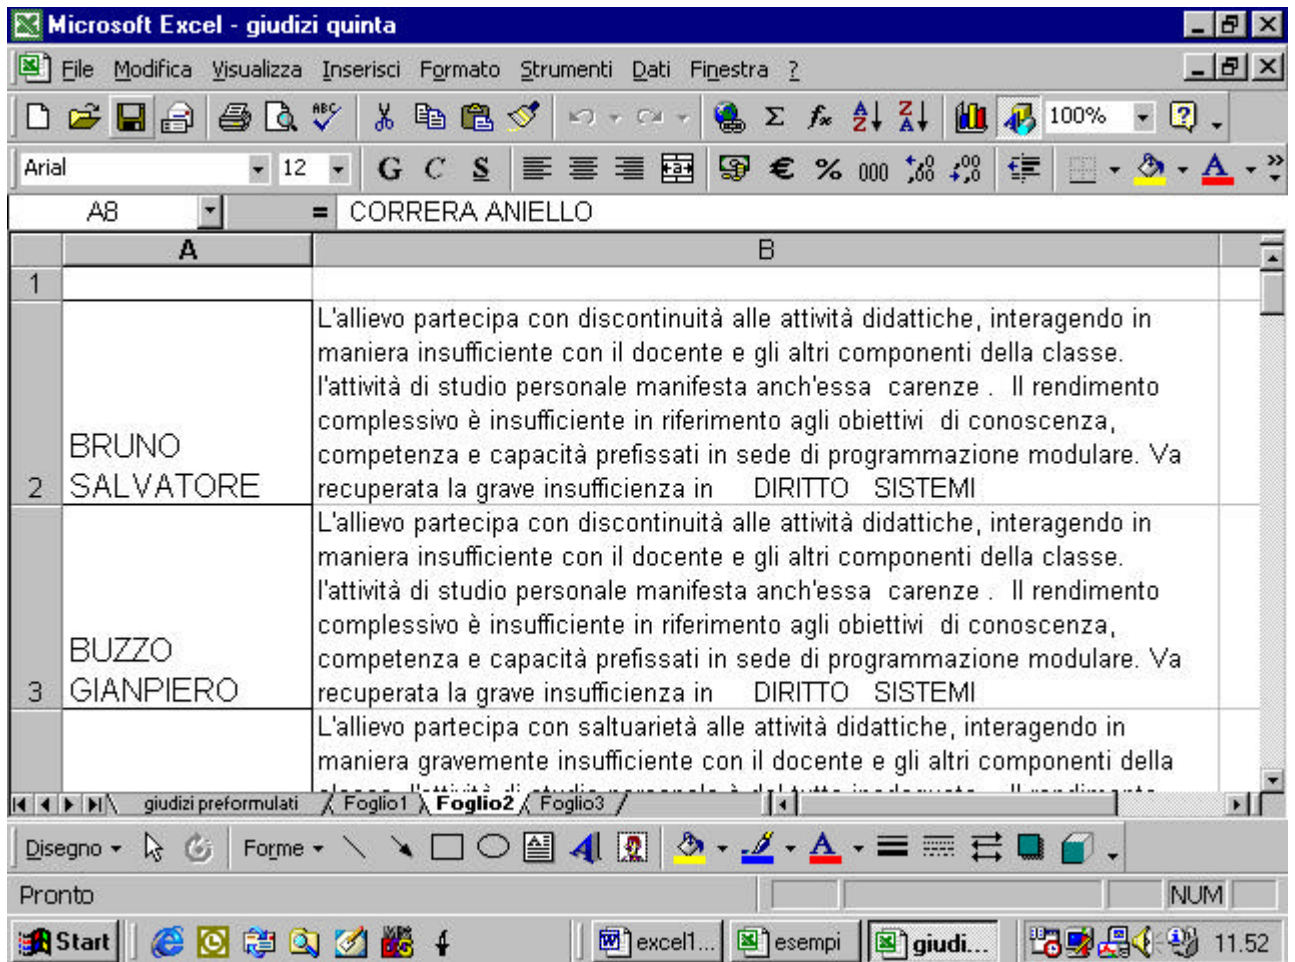 Microsoft Excel - giudizi quinta
File Modifica Visualizza Inserisci Formato Strumenti Dati Finestra ?
ABC Σ fx A Z Z A 100% ?
Arial 12 G C S a € % 000 ,0 ,00 ,00 ,0 A »
A8 = CORRERA ANIELLO
A B
1
L'allievo partecipa con discontinuità alle attività didattiche, interagendo in
maniera insufficiente con il docente e gli altri componenti della classe.
l'attività di studio personale manifesta anch'essa carenze . Il rendimento
complessivo è insufficiente in riferimento agli obiettivi di conoscenza,
BRUNO competenza e capacità prefissati in sede di programmazione modulare. Va
2 SALVATORE recuperata la grave insufficienza in DIRITTO SISTEMI
L'allievo partecipa con discontinuità alle attività didattiche, interagendo in
maniera insufficiente con il docente e gli altri componenti della classe.
l'attività di studio personale manifesta anch'essa carenze . Il rendimento
complessivo è insufficiente in riferimento agli obiettivi di conoscenza,
BUZZO competenza e capacità prefissati in sede di programmazione modulare. Va
3 GIANPIERO recuperata la grave insufficienza in DIRITTO SISTEMI
L'allievo partecipa con saltuarietà alle attività didattiche, interagendo in
maniera gravemente insufficiente con il docente e gli altri componenti della
giudizi preformulati Foglio1 Foglio2 Foglio3
Disegno Forme A A
Pronto NUM
Start excel1... esempi giudi... 11.52